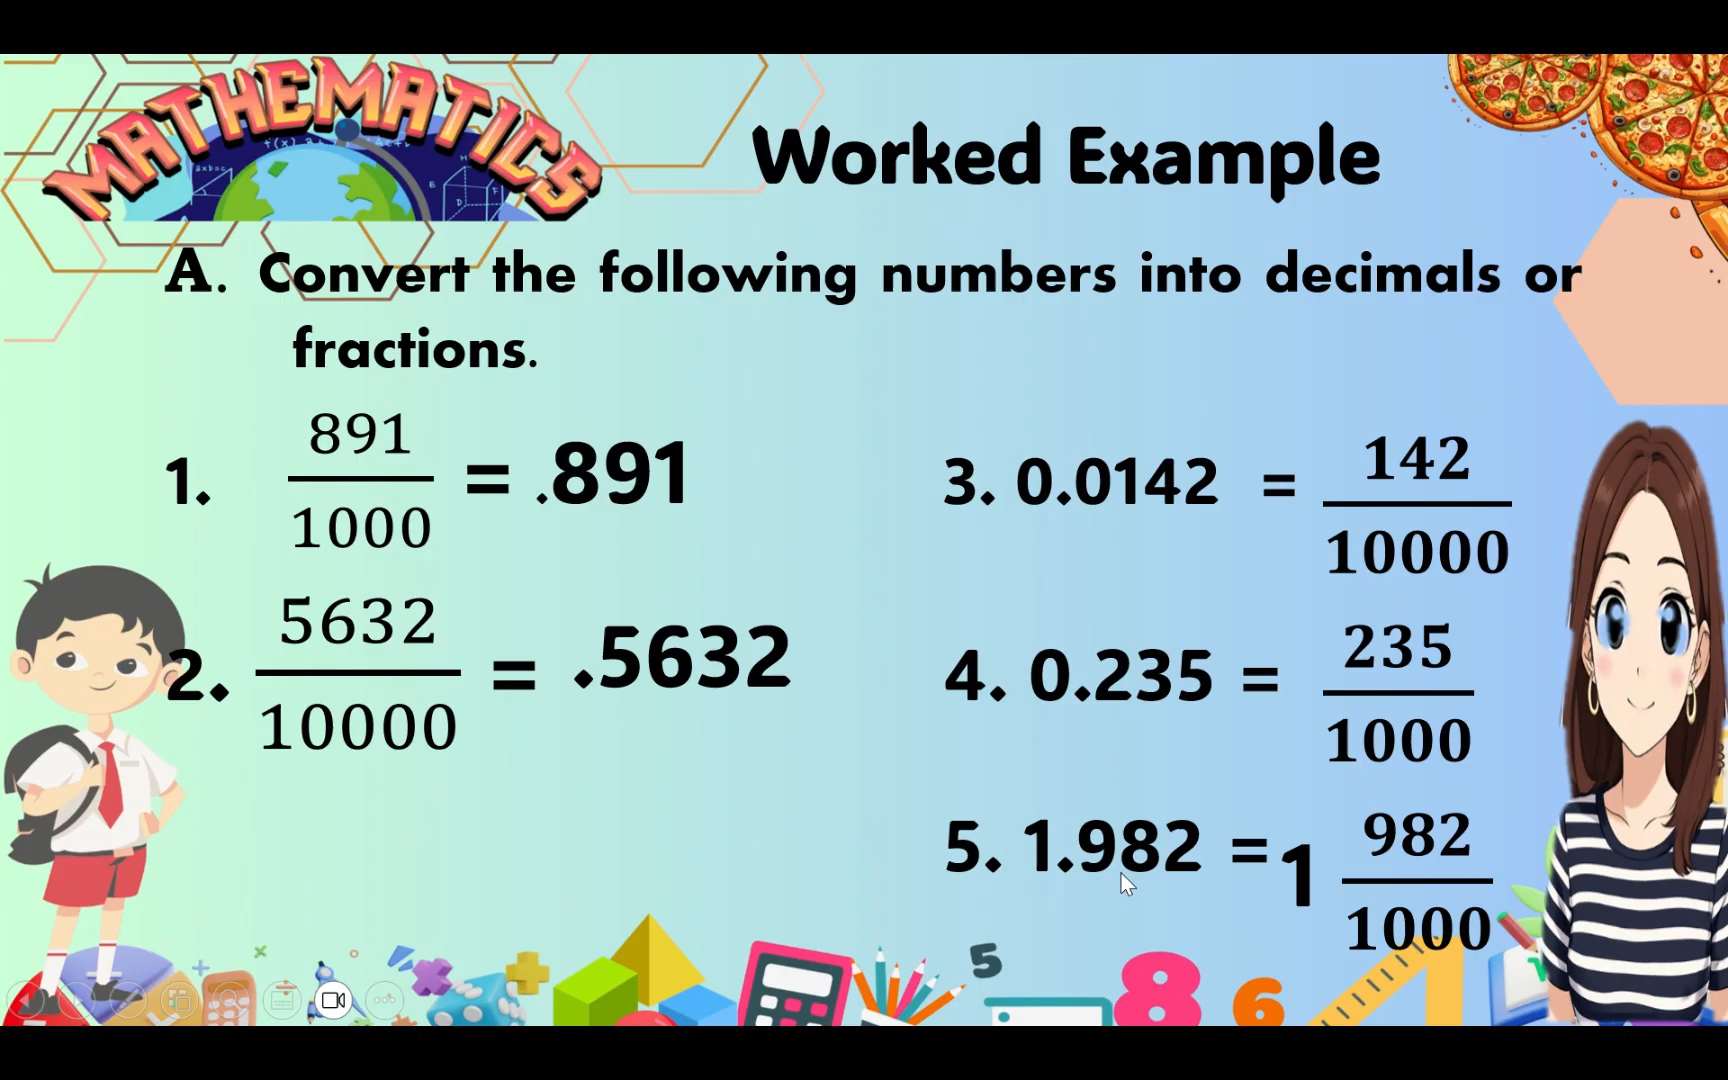 MATHEMATICS
Worked Example
A. Convert the following numbers into decimals or
fractions.
1. 891/1000 = .891
2. 5632/10000 = .5632
3. 0.0142 = 142/10000
4. 0.235 = 235/1000
5. 1.982 = 1 982/1000
5
8
6